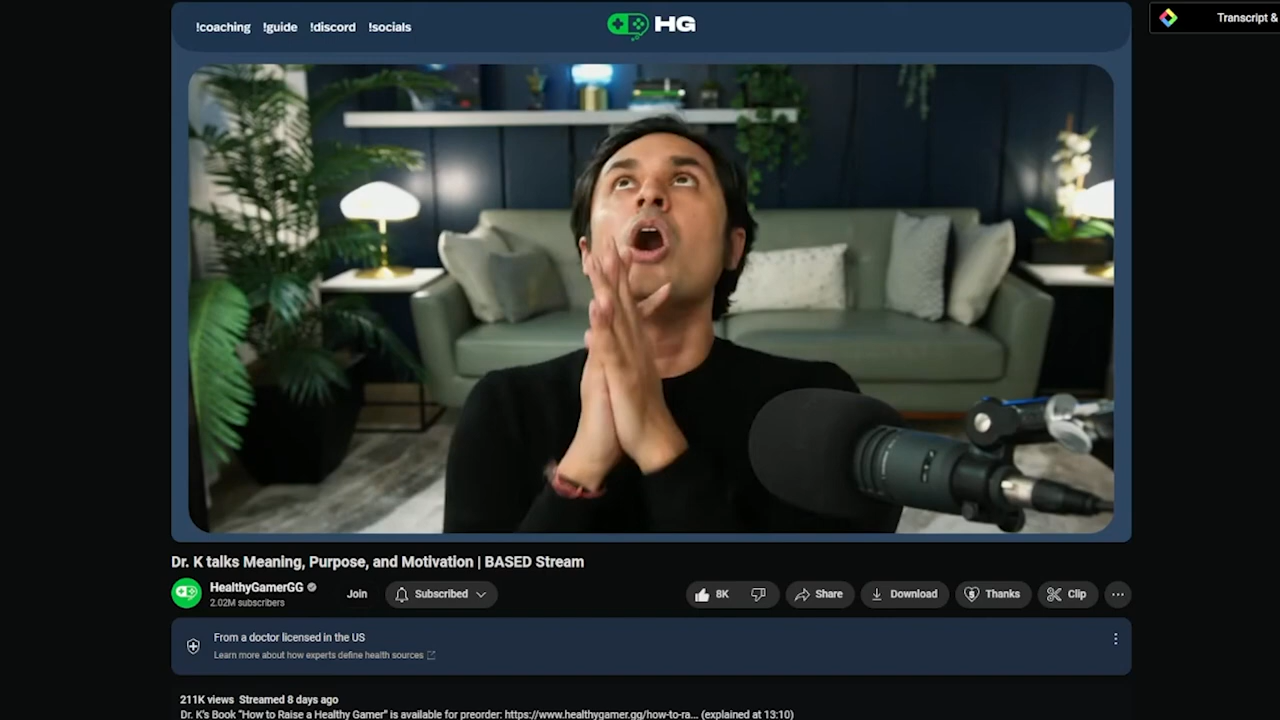 !coaching !guide !discord !socials
HG
Transcript &
Dr. K talks Meaning, Purpose, and Motivation | BASED Stream
HealthyGamerGG
2.02M subscribers
Join
Subscribed
8K
Share
Download
Thanks
Clip
From a doctor licensed in the US
Learn more about how experts define health sources
211K views Streamed 8 days ago
Dr. K's Book "How to Raise a Healthy Gamer" is available for preorder: https://www.healthygamer.gg/how-to-ra... (explained at 13:10)